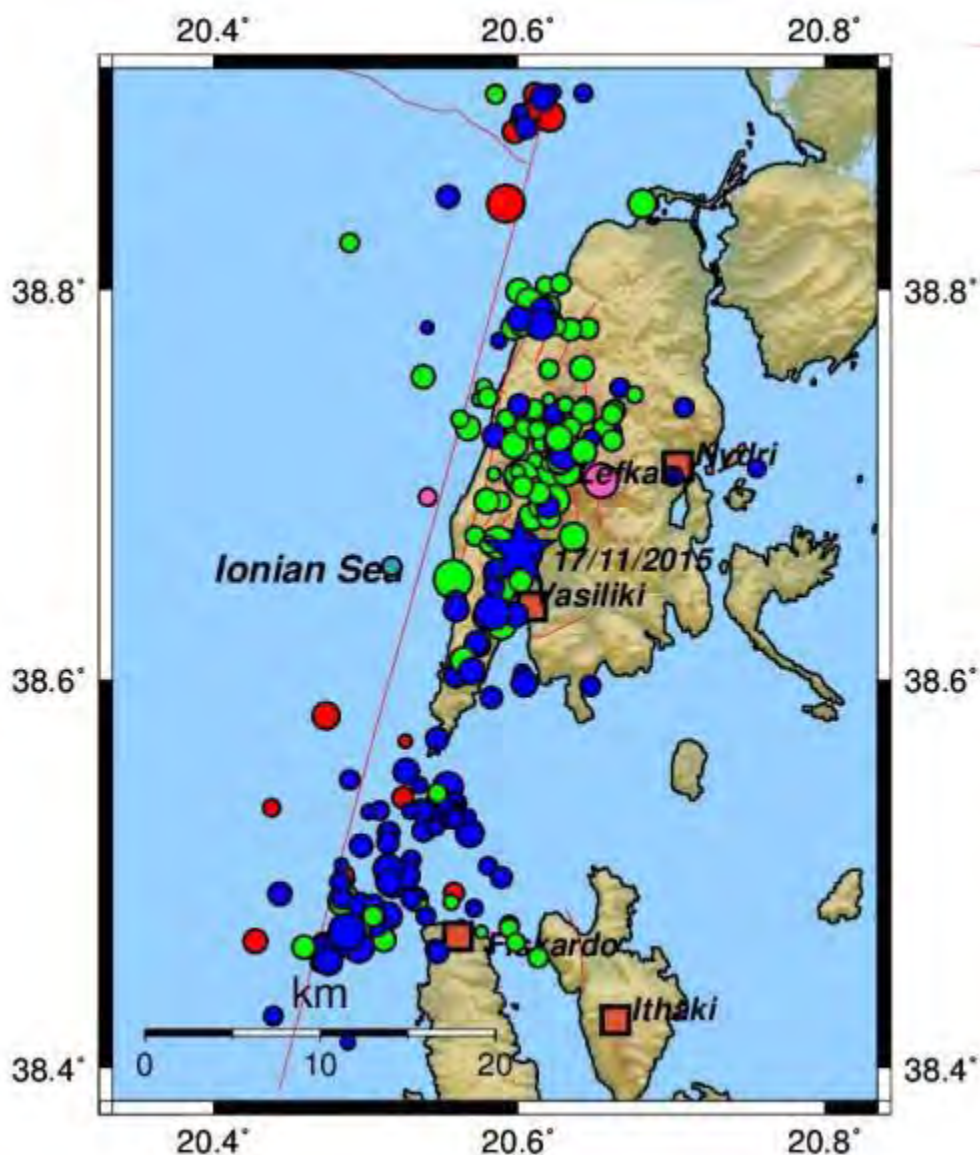 20.4° 20.6° 20.8°
38.8° 38.8°
Nydri
Lefkada
Ionian Sea
17/11/2015
Vasiliki
38.6° 38.6°
Fiskardo
km
Ithaki
0 10 20
38.4° 38.4°
20.4° 20.6° 20.8°